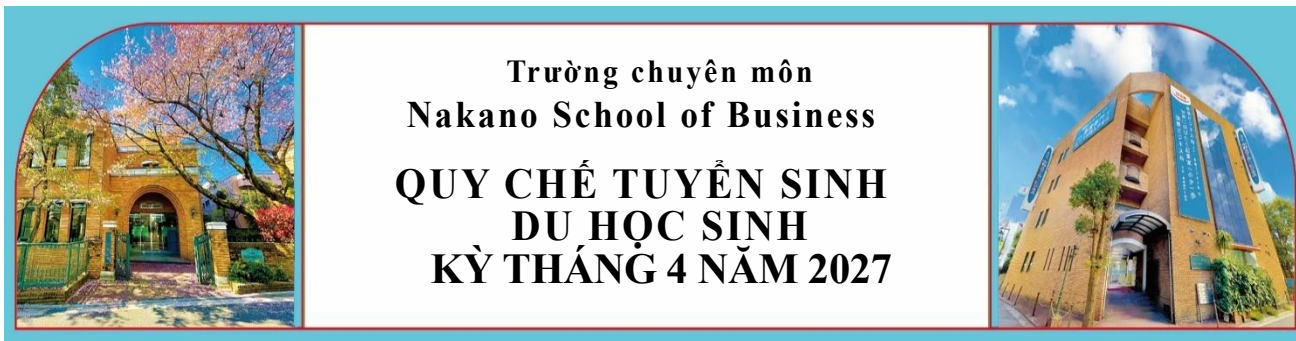 Trường chuyên môn
Nakano School of Business
QUY CHẾ TUYỂN SINH
DU HỌC SINH
KỲ THÁNG 4 NĂM 2027